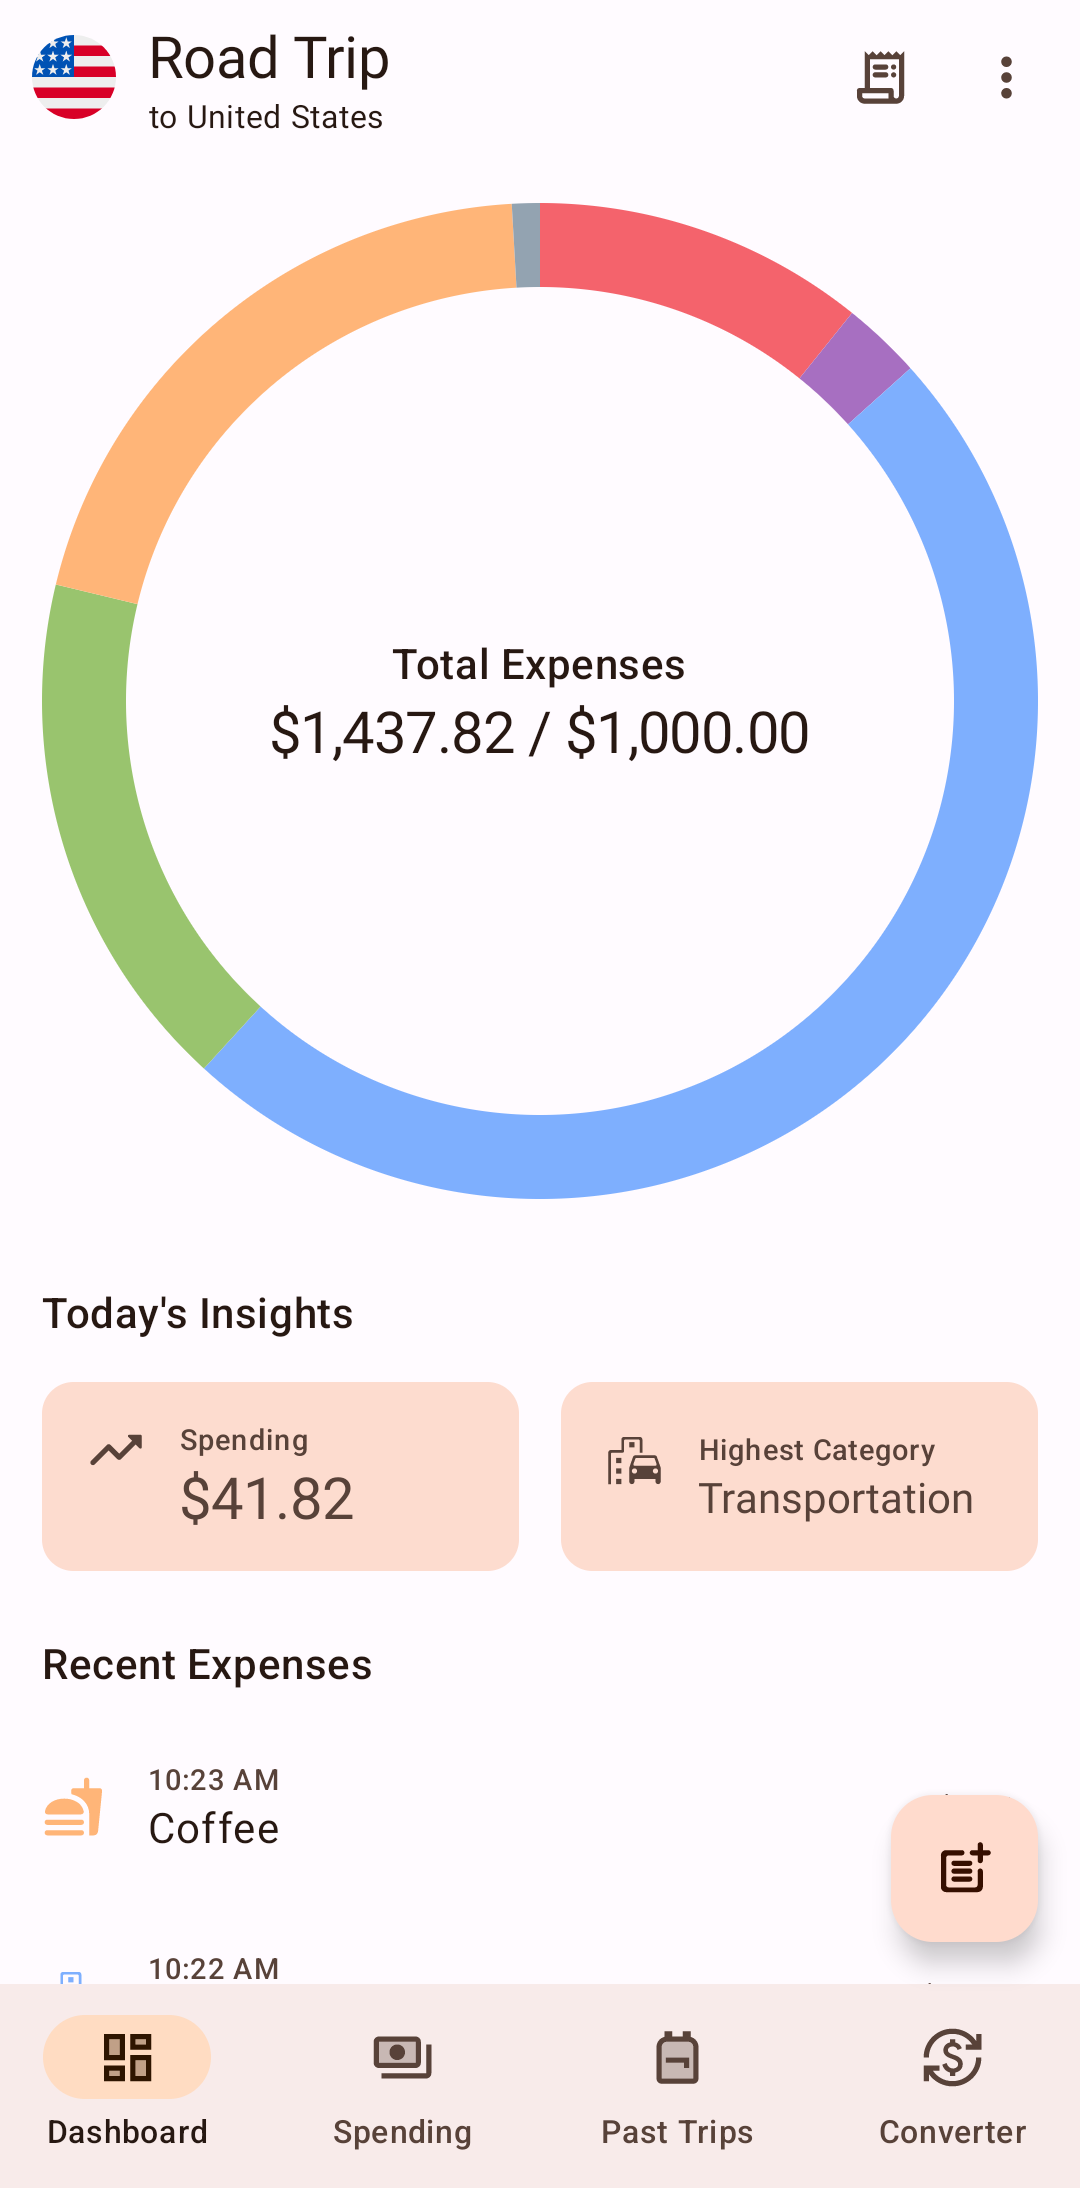 Road Trip
to United States
Total Expenses
$1,437.82 / $1,000.00
Today's Insights
Spending
$41.82
Highest Category
Transportation
Recent Expenses
10:23 AM
Coffee
10:22 AM
Dashboard
Spending
Past Trips
Converter